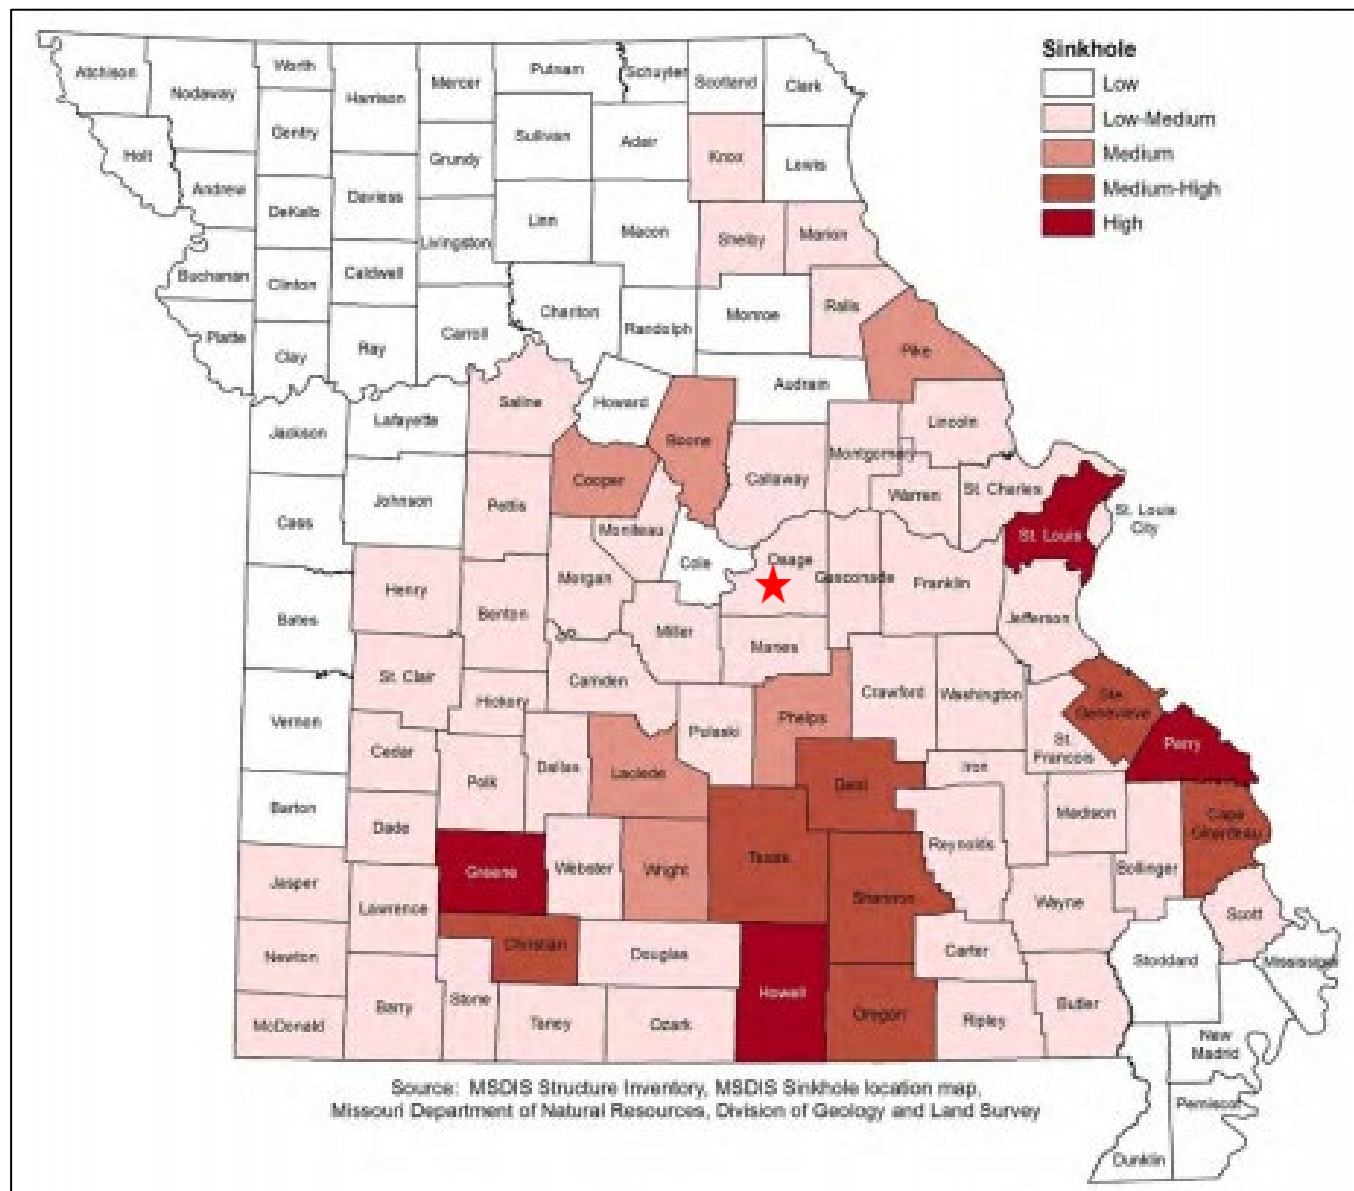 Sinkhole
Low
Low-Medium
Medium
Medium-High
High
Atchison
Nodaway
Worth
Harrison
Mercer
Putnam
Schuyler
Scotland
Clark
Holt
Gentry
Sullivan
Adair
Knox
Lewis
Andrew
DeKalb
Daviess
Grundy
Linn
Macon
Shelby
Marion
Buchanan
Clinton
Caldwell
Livingston
Chariton
Randolph
Monroe
Ralls
Pike
Platte
Clay
Ray
Carroll
Saline
Howard
Boone
Audrain
Jackson
Lafayette
Cooper
Callaway
Montgomery
Lincoln
Warren
St. Charles
St. Louis
City
St. Louis
Cass
Johnson
Pettis
Moniteau
Cole
Osage
Gasconade
Franklin
Jefferson
Bates
Henry
Benton
Morgan
Miller
Maries
St. Clair
Hickory
Camden
Pulaski
Phelps
Crawford
Washington
St.
Francois
Ste.
Genevieve
Perry
Vernon
Cedar
Polk
Dallas
Laclede
Dent
Iron
Madison
Cape
Girardeau
Barton
Dade
Greene
Webster
Wright
Texas
Shannon
Reynolds
Bollinger
Jasper
Lawrence
Christian
Douglas
Howell
Carter
Wayne
Scott
Newton
Stone
Stoddard
Mississippi
McDonald
Barry
Taney
Ozark
Oregon
Ripley
Butler
New
Madrid
Pemiscot
Dunklin
Source: MSDIS Structure Inventory, MSDIS Sinkhole location map,
Missouri Department of Natural Resources, Division of Geology and Land Survey